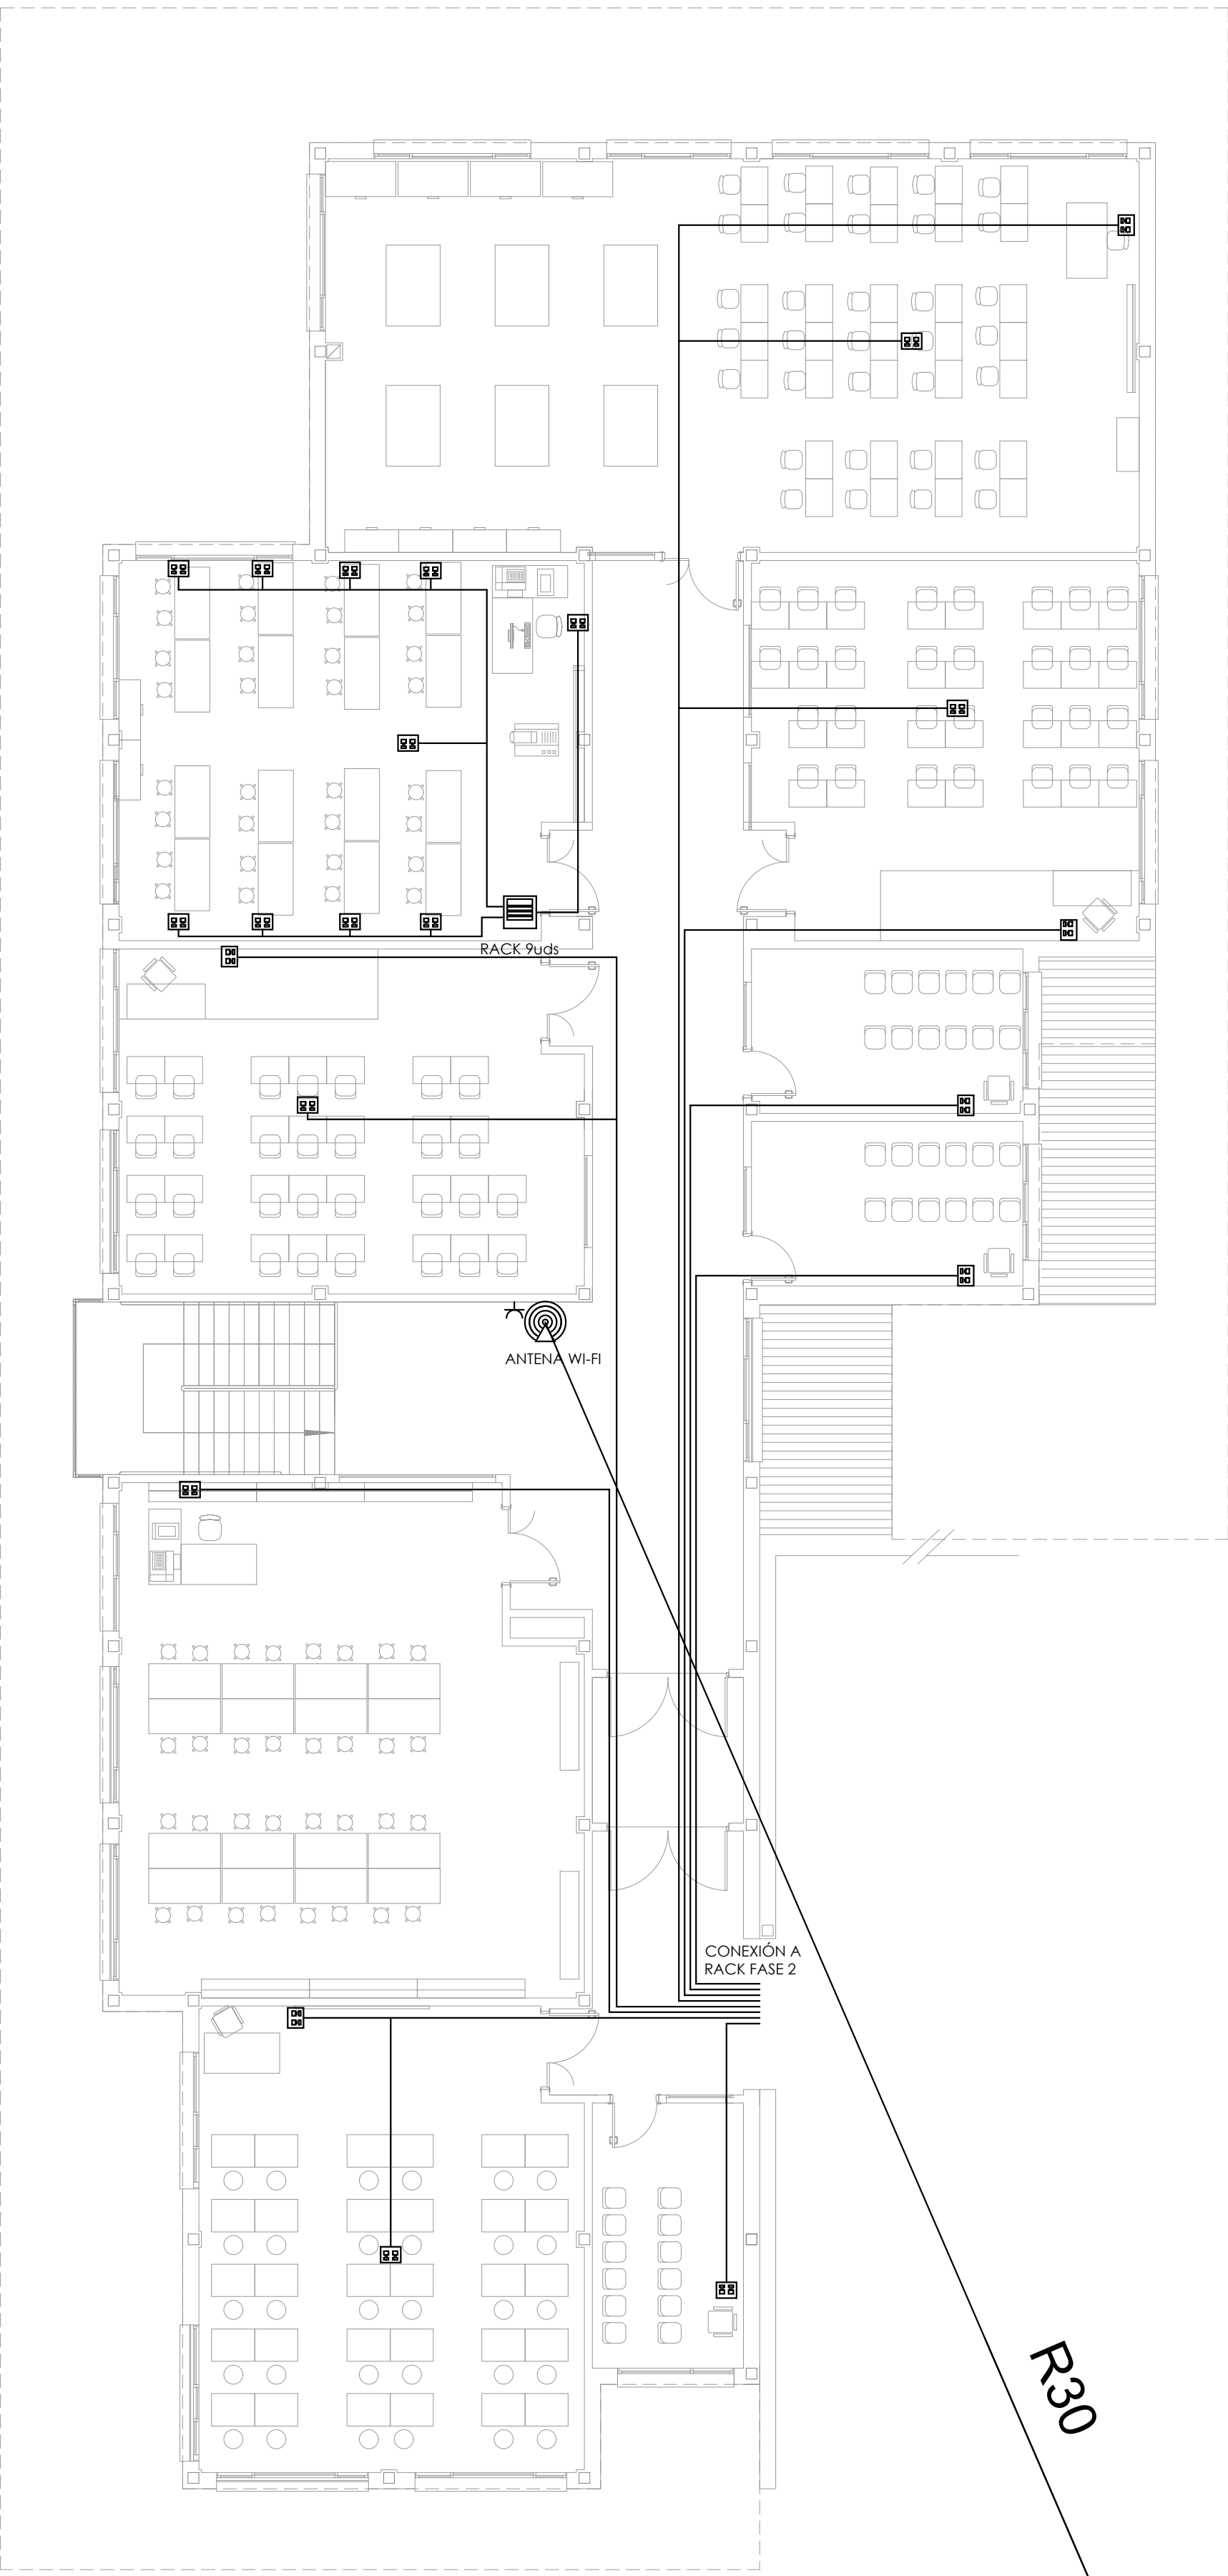 RACK 9uds
ANTENA WI-FI
CONEXIÓN A
RACK FASE 2
R30